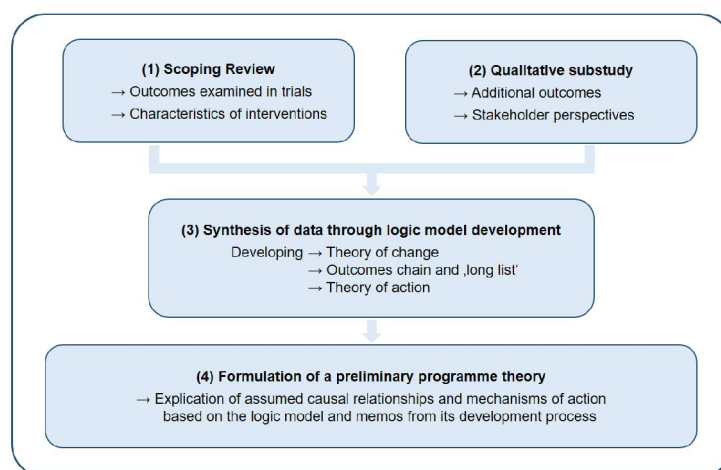 (1) Scoping Review
→ Outcomes examined in trials
→ Characteristics of interventions
(2) Qualitative substudy
→ Additional outcomes
→ Stakeholder perspectives
(3) Synthesis of data through logic model development
Developing → Theory of change
→ Outcomes chain and ‚long list‘
→ Theory of action
(4) Formulation of a preliminary programme theory
→ Explication of assumed causal relationships and mechanisms of action
based on the logic model and memos from its development process